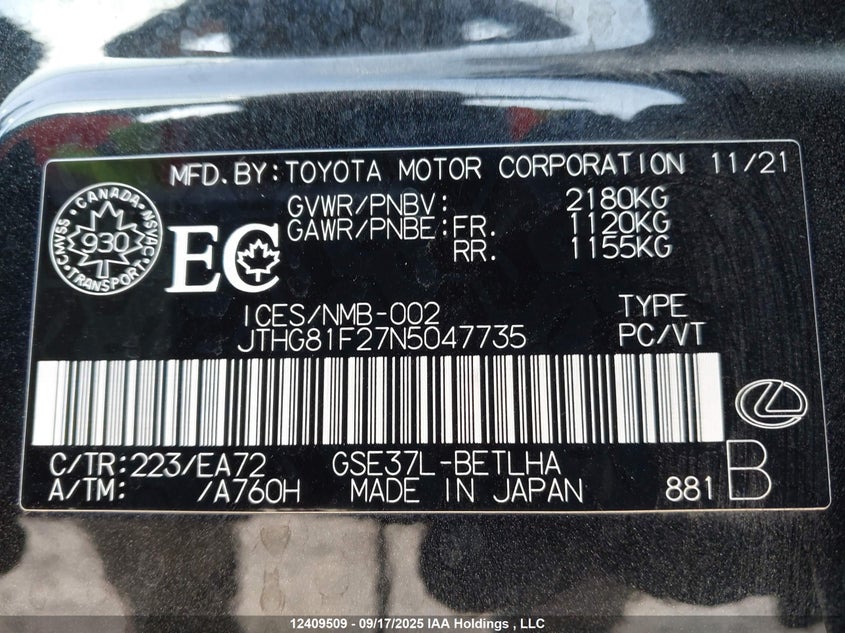 MFD.BY:TOYOTA MOTOR CORPORATION 11/21
GVWR/PNBV: 2180KG
GAWR/PNBE:FR. 1120KG
RR. 1155KG
CANADA
CMVSS NSVAC
930
TRANSPORT
EC
ICES/NMB-002 TYPE
JTHG81F27N5047735 PC/VT
C/TR:223/EA72 GSE37L-BETLHA
A/TM: /A760H MADE IN JAPAN 881 B
12409509 - 09/17/2025 IAA Holdings , LLC